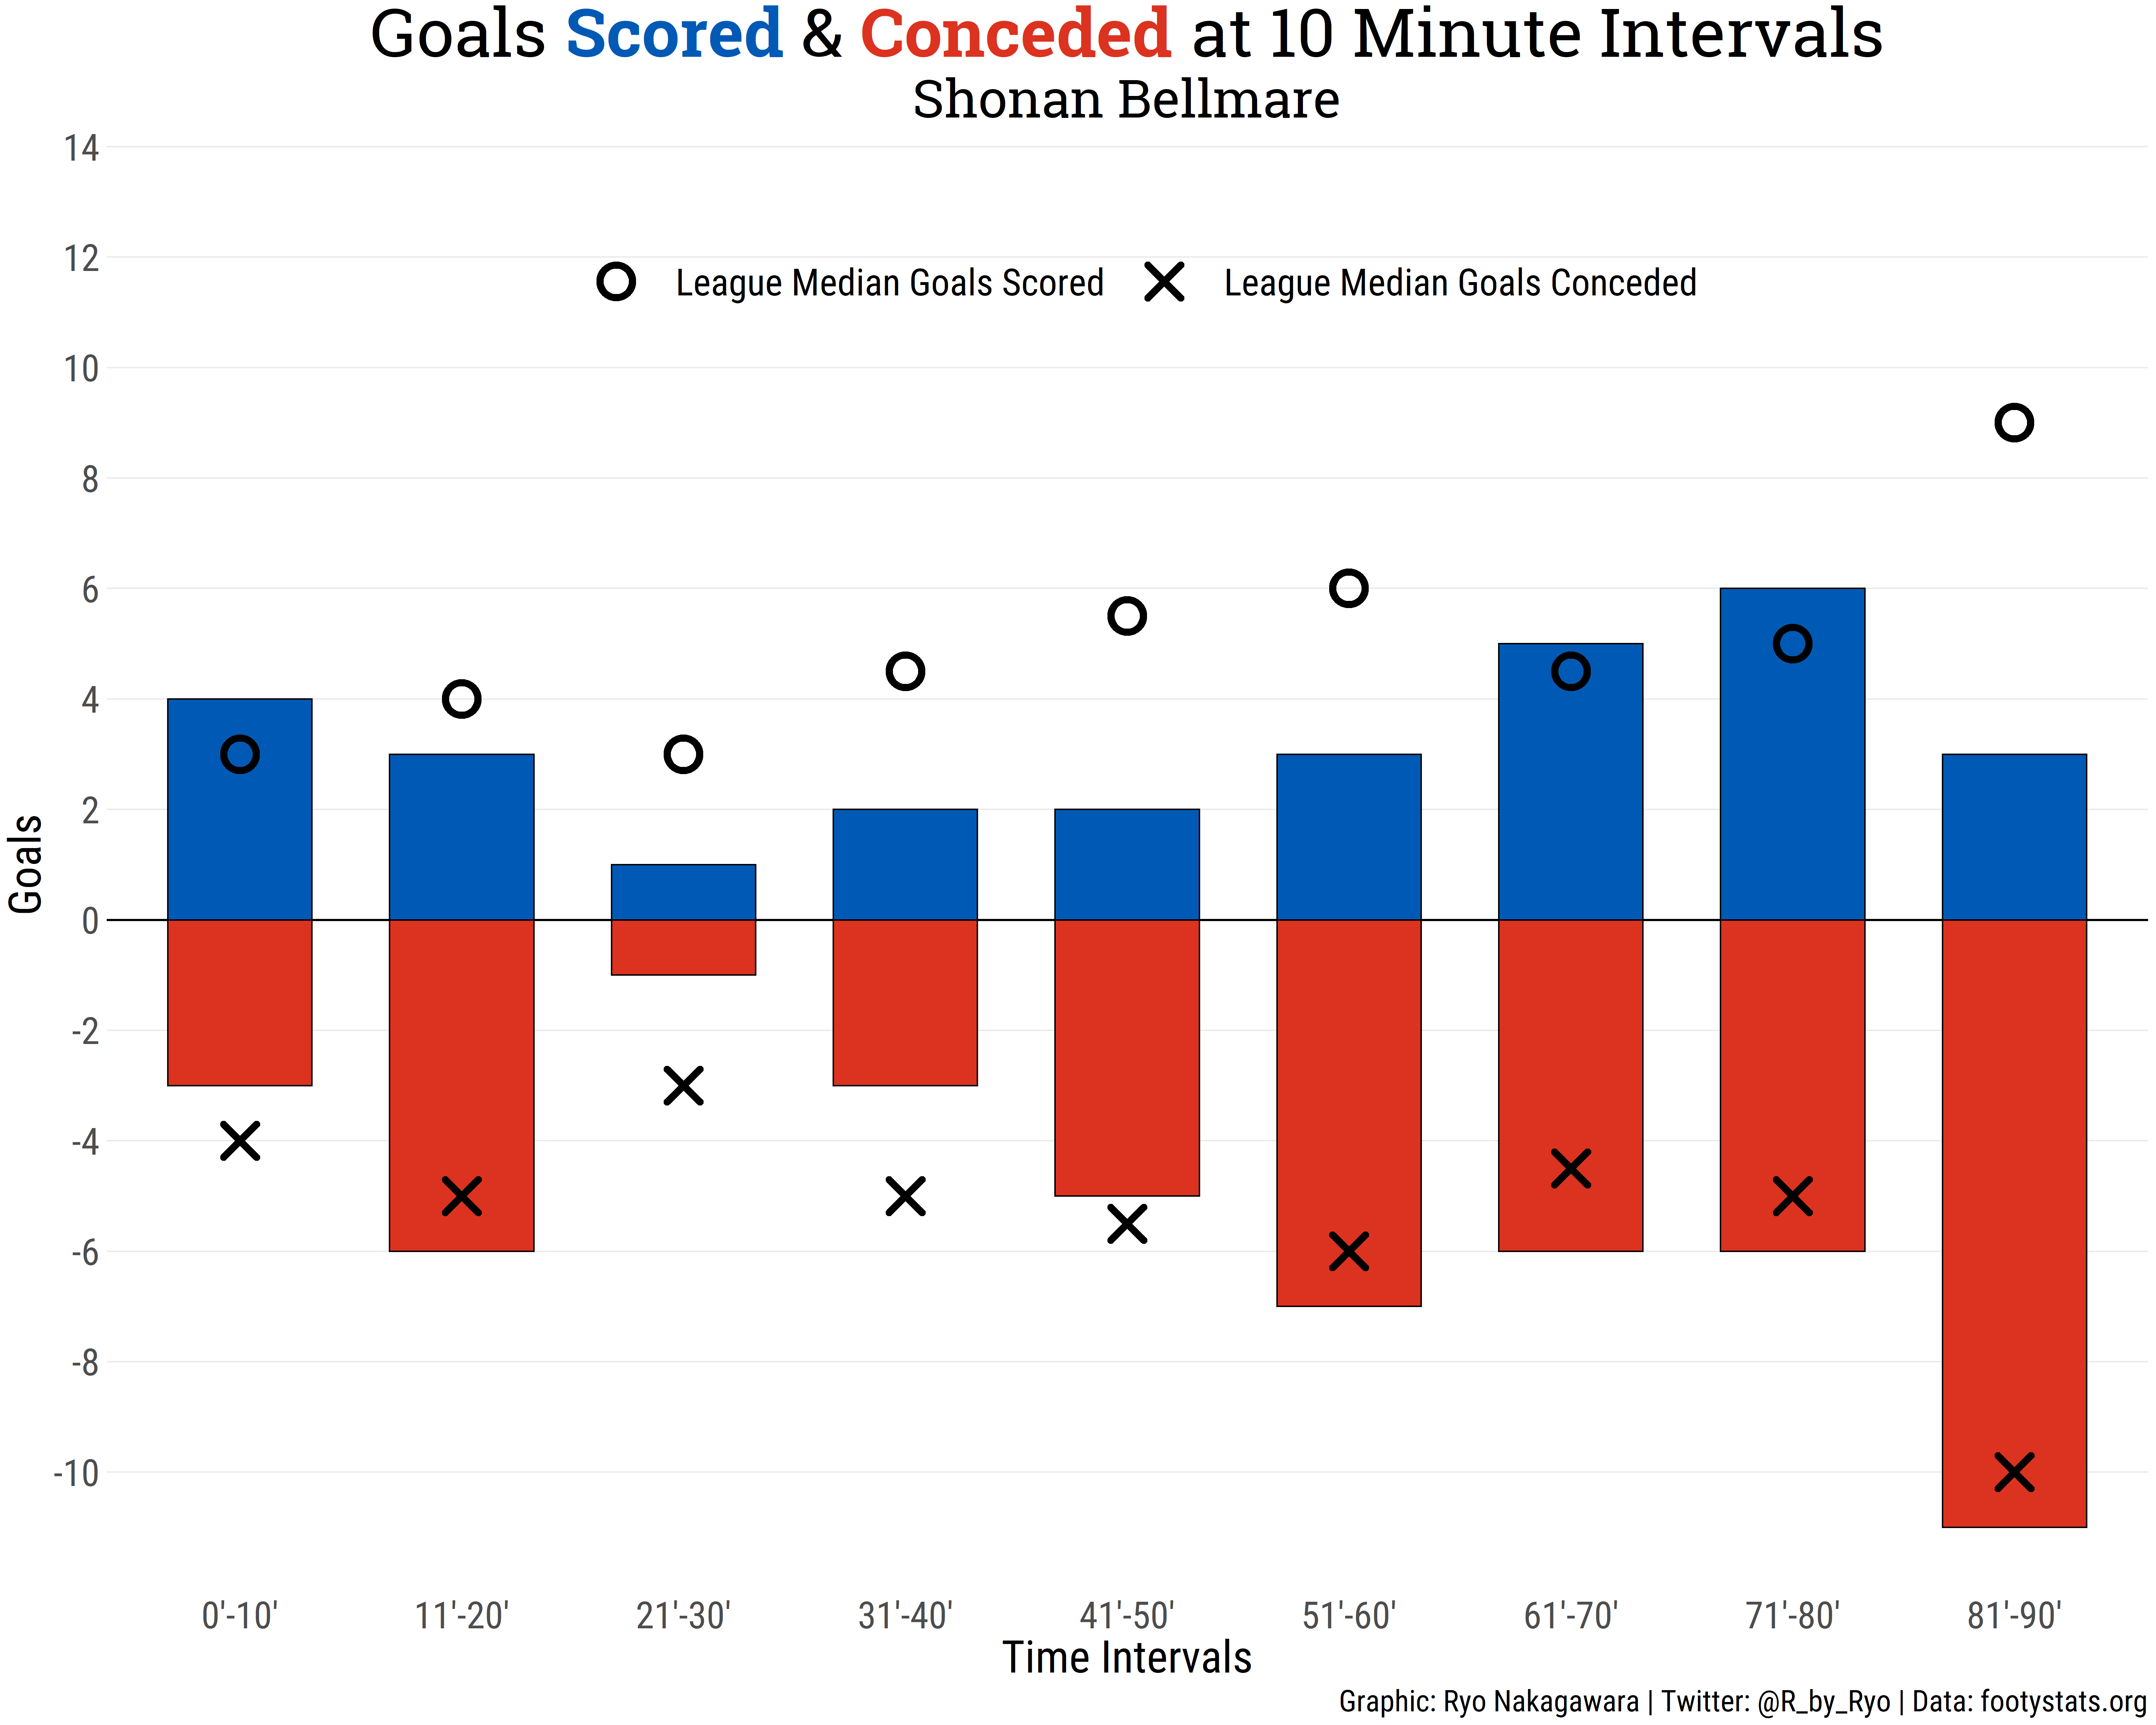 Goals Scored & Conceded at 10 Minute Intervals
Shonan Bellmare
14
12
League Median Goals Scored League Median Goals Conceded
10
8
6
4
2
0
-2
-4
-6
-8
-10
Goals
0'-10' 11'-20' 21'-30' 31'-40' 41'-50' 51'-60' 61'-70' 71'-80' 81'-90'
Time Intervals
Graphic: Ryo Nakagawara | Twitter: @R_by_Ryo | Data: footystats.org